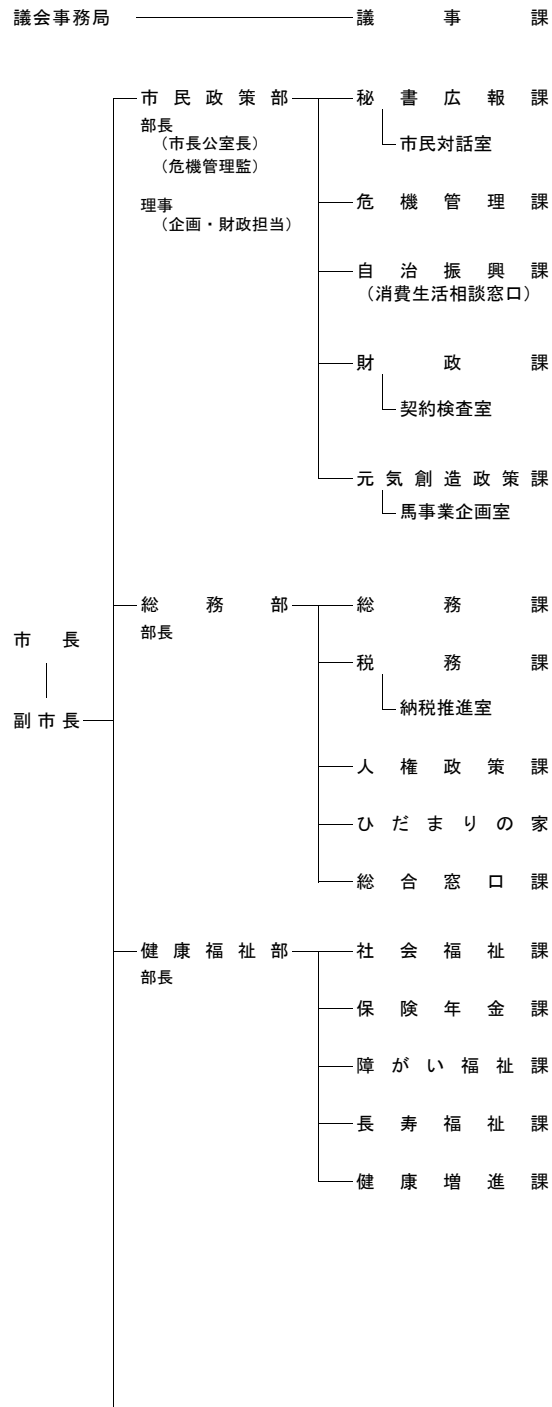 議会事務局 議事課
市民政策部 秘書広報課
部長
（市長公室長）
（危機管理監）
市民対話室
理事
（企画・財政担当）
危機管理課
自治振興課
（消費生活相談窓口）
財政課
契約検査室
元気創造政策課
馬事業企画室
総務部 総務課
部長
市長
税務課
納税推進室
副市長
人権政策課
ひだまりの家
総合窓口課
健康福祉部 社会福祉課
部長
保険年金課
障がい福祉課
長寿福祉課
健康増進課